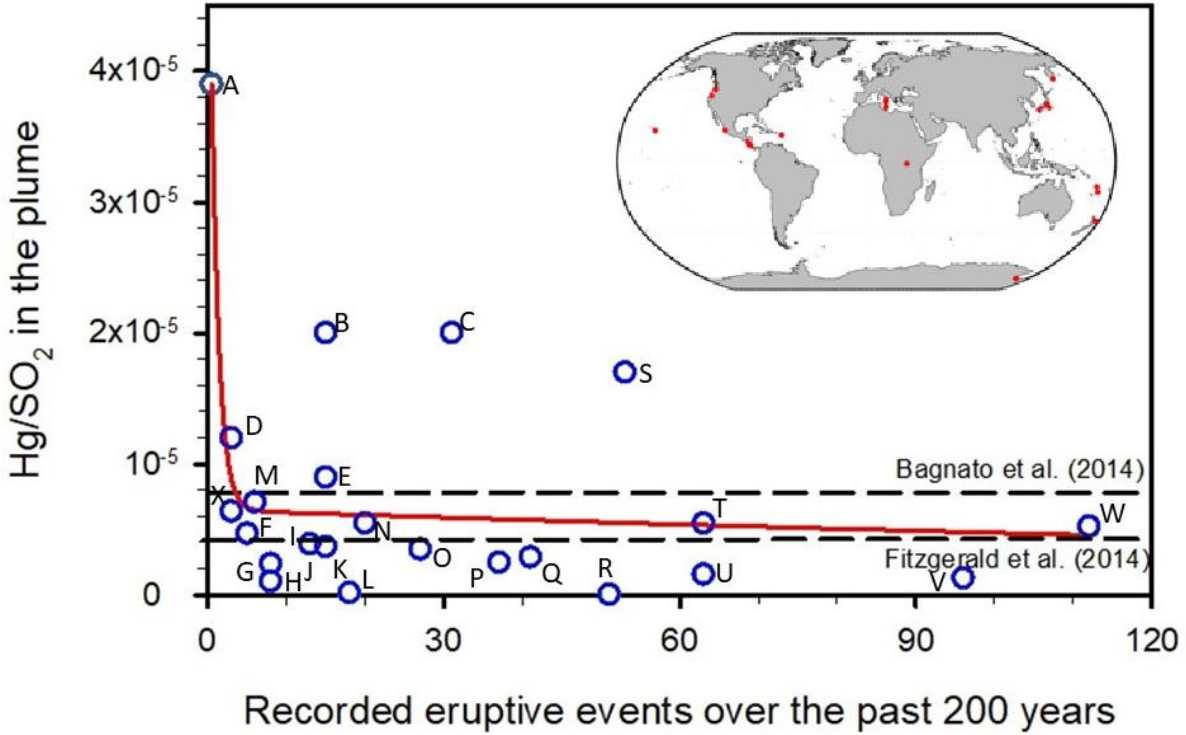 Hg/SO₂ in the plume
4x10⁻⁵
3x10⁻⁵
2x10⁻⁵
10⁻⁵
0
A
B
C
S
D
E
M
X
Bagnato et al. (2014)
T
W
F
I
N
Fitzgerald et al. (2014)
G
H
J
K
L
O
P
Q
R
U
V
0 30 60 90 120
Recorded eruptive events over the past 200 years